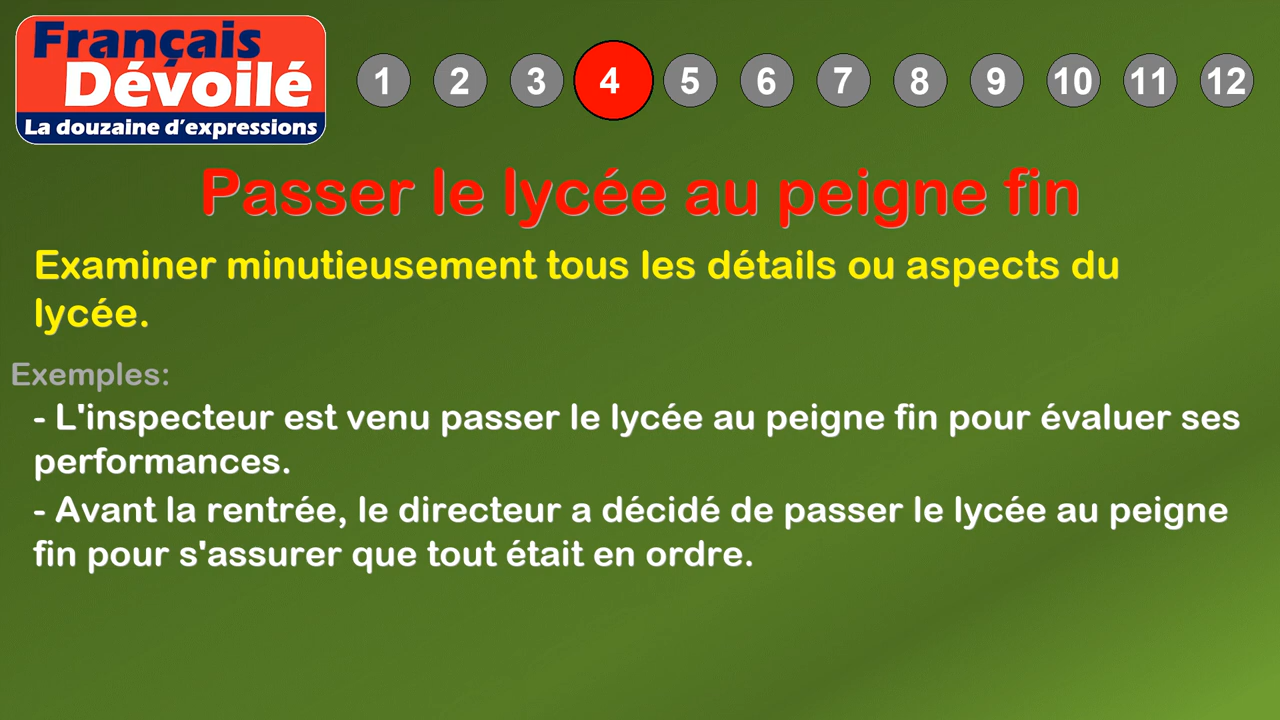 Français
Dévoilé
La douzaine d'expressions
1 2 3 4 5 6 7 8 9 10 11 12
Passer le lycée au peigne fin
Examiner minutieusement tous les détails ou aspects du
lycée.
Exemples:
- L'inspecteur est venu passer le lycée au peigne fin pour évaluer ses
performances.
- Avant la rentrée, le directeur a décidé de passer le lycée au peigne
fin pour s'assurer que tout était en ordre.